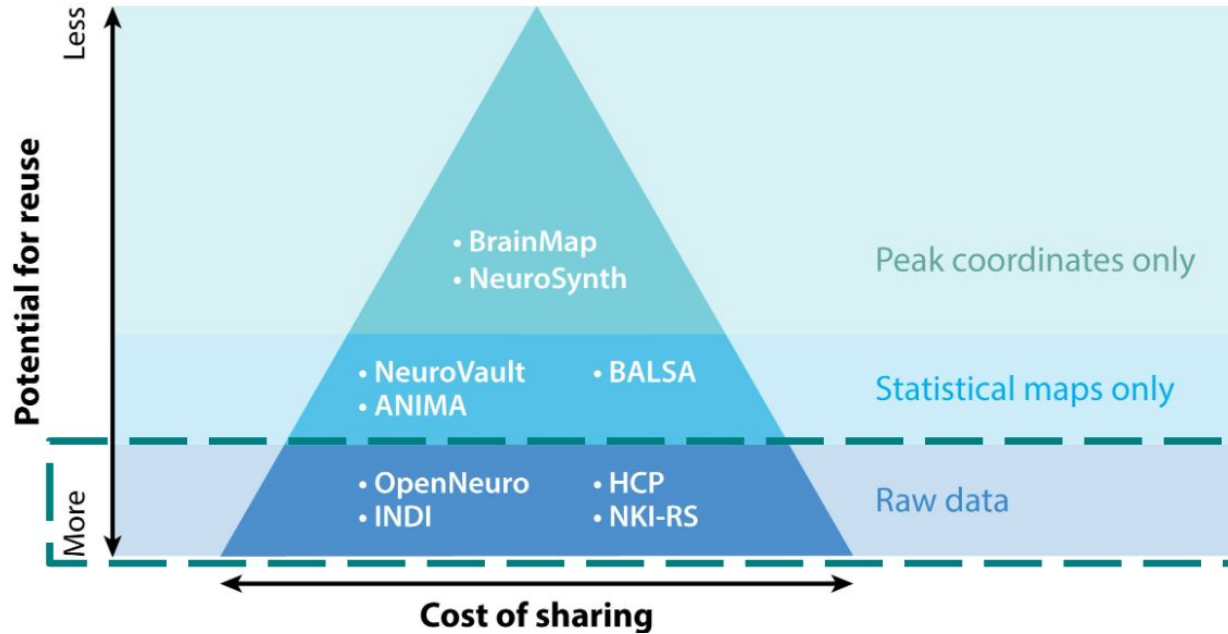 Less
Potential for reuse
More
• BrainMap
• NeuroSynth
Peak coordinates only
• NeuroVault
• BALSA
• ANIMA
Statistical maps only
• OpenNeuro
• HCP
• INDI
• NKI-RS
Raw data
Cost of sharing